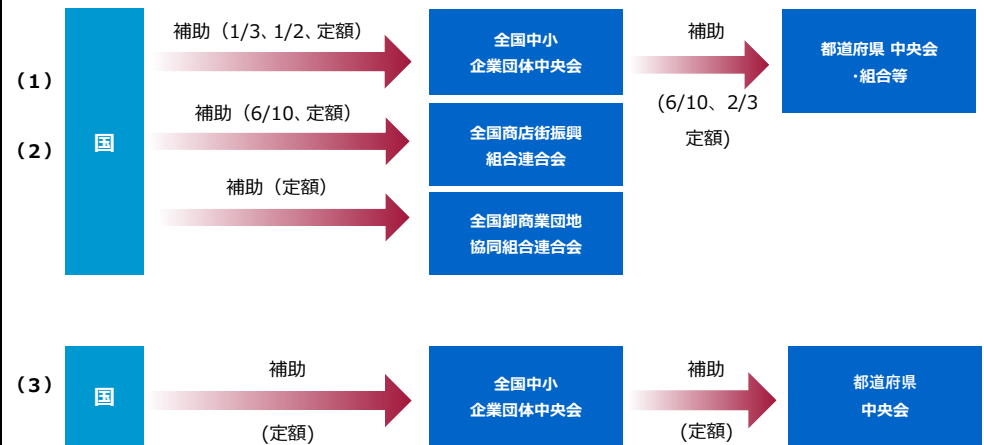 補助（1/3、1/2、定額）
全国中小
企業団体中央会
補助
都道府県 中央会
・組合等
（1）
(6/10、2/3
定額)
補助（6/10、定額）
全国商店街振興
組合連合会
（2）
国
補助（定額）
全国卸商業団地
協同組合連合会
（3）
国
補助
(定額)
全国中小
企業団体中央会
補助
(定額)
都道府県
中央会